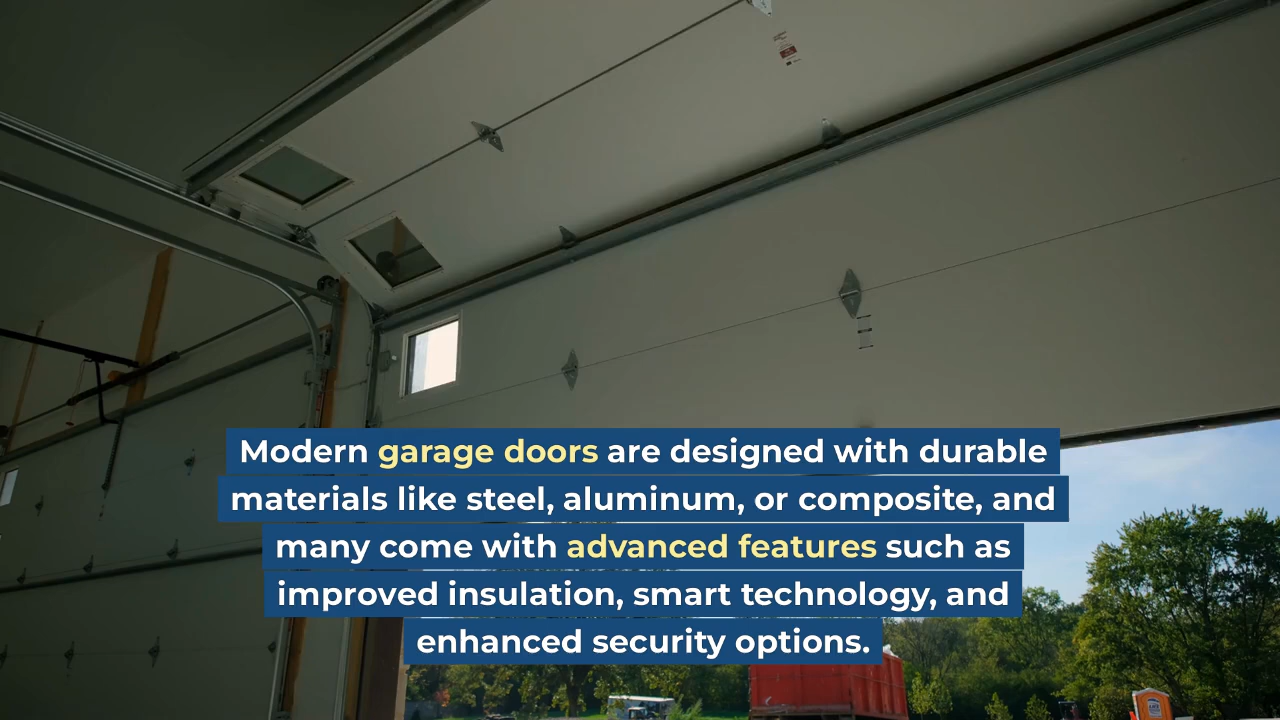 Modern garage doors are designed with durable
materials like steel, aluminum, or composite, and
many come with advanced features such as
improved insulation, smart technology, and
enhanced security options.